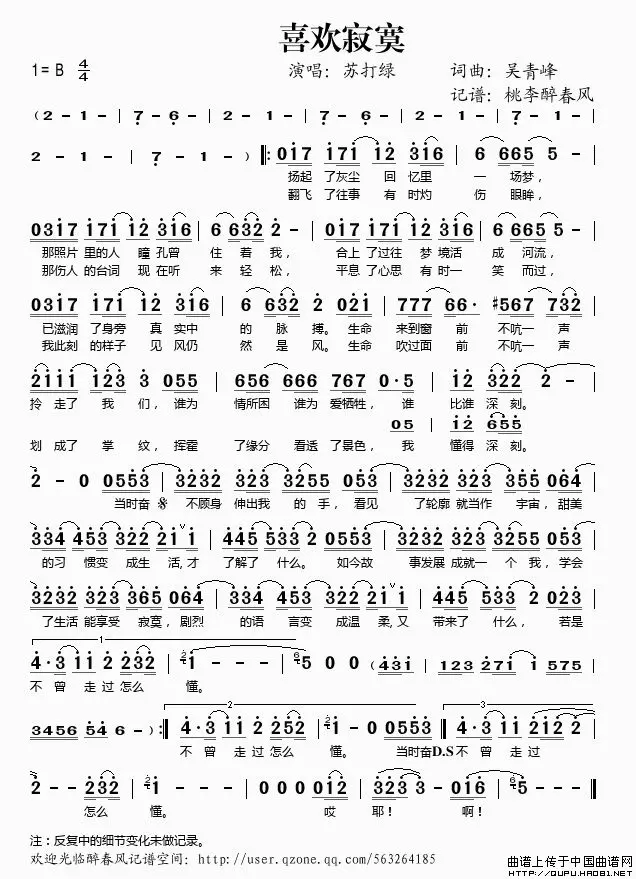 喜欢寂寞
1= B 4/4 演唱：苏打绿 词曲：吴青峰
记谱：桃李醉春风
( 2 - 1 - | 7 - 6 - | 2 - 1 - | 7 - 1 - | 2 - 1 - | 7 - 1 -
2 - 1 - | 7 - 1 - ) ‖: 0317 171 12 316 | 6 665 5 - |
扬起 了灰尘 回 忆里 一 场梦，
翻飞 了往事 有 时灼 伤 眼眸，
0317 171 12 316 | 6 6 632 2 - | 0317 171 12 316 | 6 665 5 - |
那照片 里的人 瞳 孔曾 住 着 我， 合上 了过往 梦 境活 成 河流，
那伤人 的台词 现 在听 来 轻 松， 平息 了心思 有 时一 笑 而过，
0317 171 12 316 | 6 632 2 021 | 777 66· #567 732 |
已滋润 了身旁 真 实中 的 脉 搏。生命 来到窗 前 不吭一 声
我此刻 的样子 见 风仍 然 是 风。生命 吹过面 前 不吭一 声
2111 123 3 055 | 656 666 767 0·5 | 12 322 2 - |
拎 走了 我 们，谁为 情所困 谁为 爱牺牲，谁 比谁 深 刻。
05 | 12 655
划 成了 掌 纹，挥霍 了缘分 看透 了景色，我 懂得 深 刻。
2 - 0 0553 | 3232 323 3 0553 | 3232 323 355 064 |
当时奋 不顾身 伸出我 的 手，看见 了轮廓 就当作 宇宙，甜美
334 453 322 21 1 | 445 533 2 0553 | 3232 323 3 053 |
的习 惯变 成生 活，才 了解了 什么。如今故 事发展 成就一 个 我，学会
3232 323 365 064 | 334 453 322 21 1 | 445 533 2 023 |
了生活 能享受 寂寞，剧烈 的语 言变 成温 柔，又 带来了 什么，若是
1
4·3 11 2 232 | 1 - - - | 5 0 0 (431 | 123 271 1 575 |
不 曾 走 过怎么 懂。
2
3
3456 54 6 - ) :‖ 4·3 11 2 252 | 1 - 0 0553 ‖ 4·3 11 212 2 |
不 曾 走 过怎么 懂。 当时奋 D.S 不 曾 走 过
2 - - 232 | 1 - - - | 0 0 0 012 | 323 3 - 016 | 5 - - - ‖
怎么 懂。 哎 耶！ 啊！
注：反复中的细节变化未做记录。
欢迎光临醉春风记谱空间：http://user.qzone.qq.com/563264185
曲谱上传于中国曲谱网
HTTP://QUPU.HAO81.NET